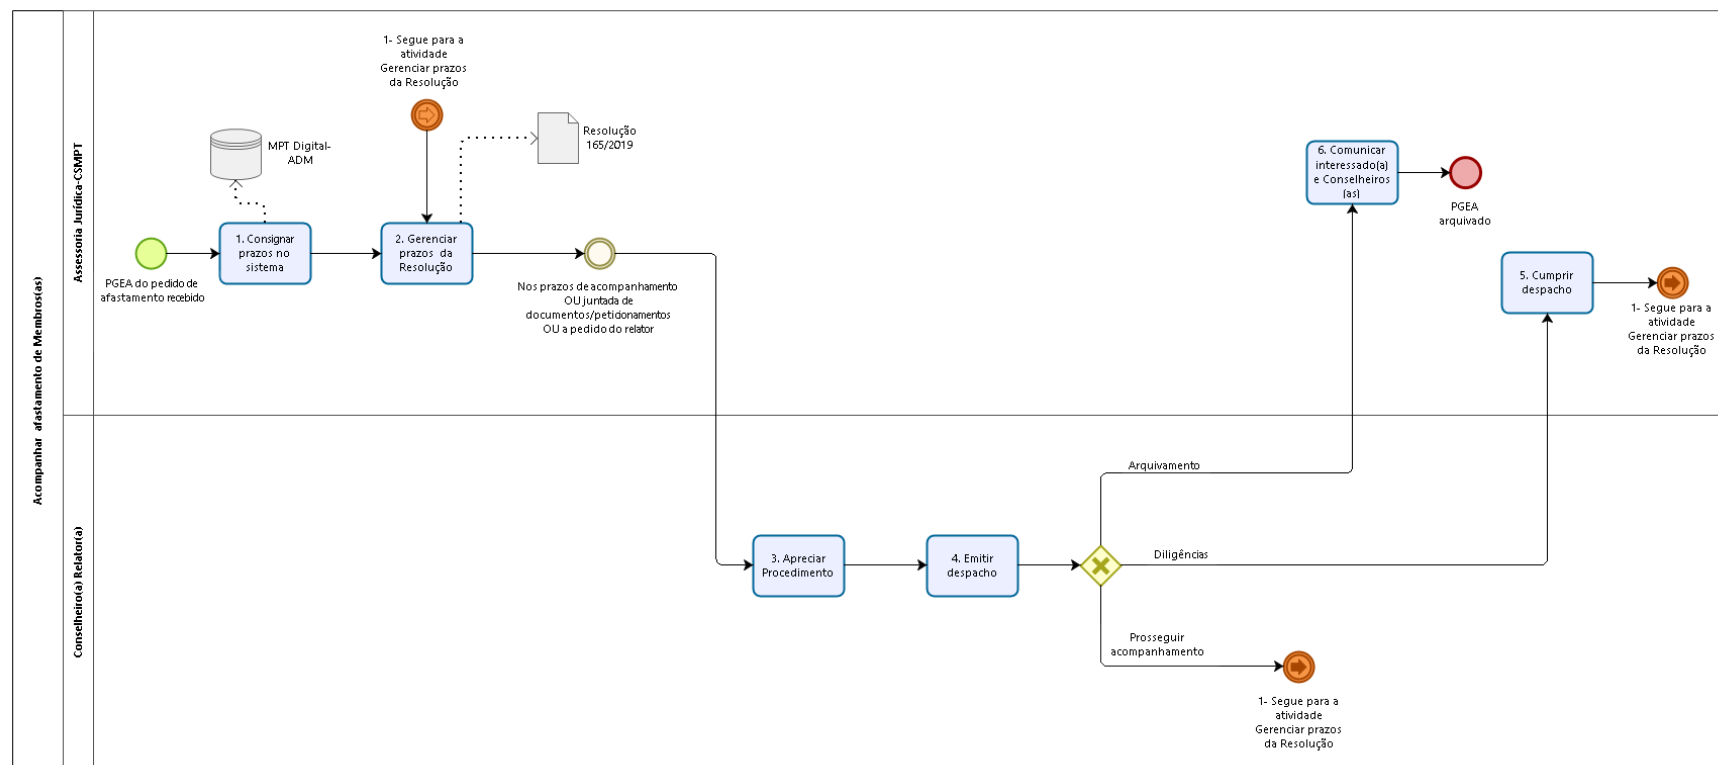 Acompanhar afastamento de Membros(as)
Assessoria Jurídica-CSMPT
1- Segue para a
atividade
Gerenciar prazos
da Resolução
MPT Digital-
ADM
Resolução
165/2019
PGEA do pedido de
afastamento recebido
1. Consignar
prazos no
sistema
2. Gerenciar
prazos da
Resolução
Nos prazos de acompanhamento
OU juntada de
documentos/peticionamentos
OU a pedido do relator
6. Comunicar
interessado(a)
e Conselheiros
(as)
PGEA
arquivado
5. Cumprir
despacho
1- Segue para a
atividade
Gerenciar prazos
da Resolução
Conselheiro(a) Relator(a)
3. Apreciar
Procedimento
4. Emitir
despacho
Arquivamento
Diligências
Prosseguir
acompanhamento
1- Segue para a
atividade
Gerenciar prazos
da Resolução